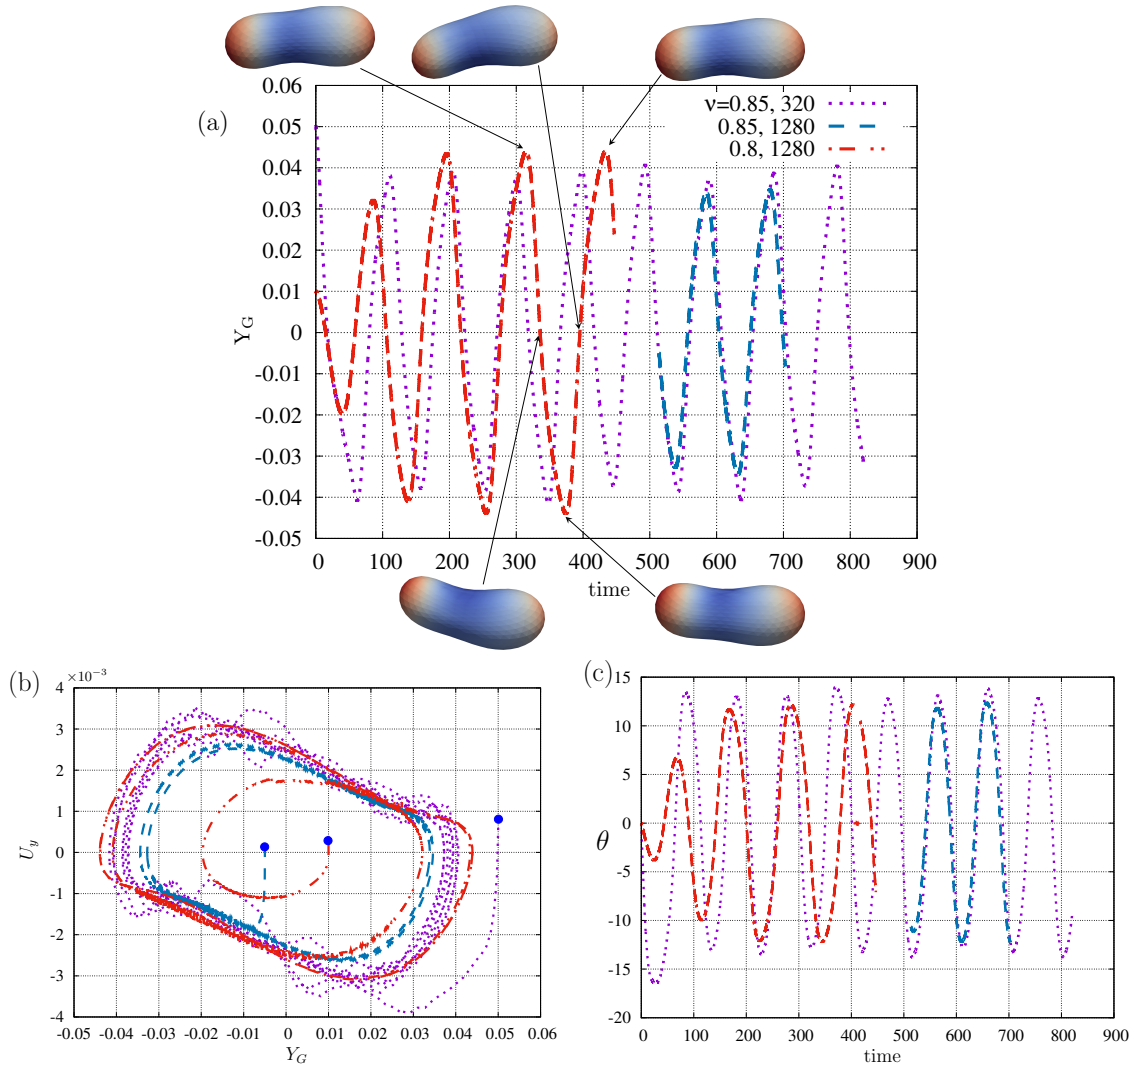 (a)
ν=0.85, 320
0.85, 1280
0.8, 1280
0.06
0.05
0.04
0.03
0.02
0.01
0
-0.01
-0.02
-0.03
-0.04
-0.05
Y_G
0 100 200 300 400 500 600 700 800 900
time
(b)
×10⁻³
4
3
2
1
0
-1
-2
-3
-4
U_y
-0.05 -0.04 -0.03 -0.02 -0.01 0 0.01 0.02 0.03 0.04 0.05 0.06
Y_G
(c)
15
10
5
0
-5
-10
-15
-20
θ
0 100 200 300 400 500 600 700 800 900
time